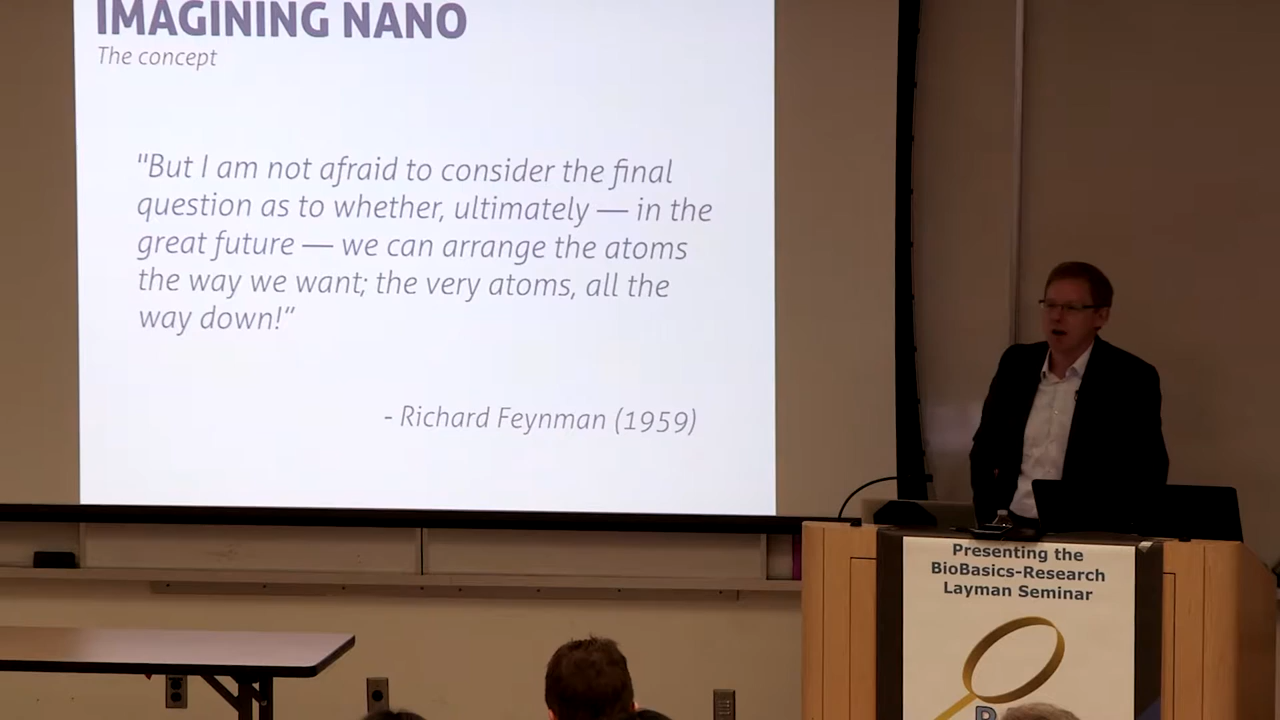 IMAGINING NANO
The concept
"But I am not afraid to consider the final
question as to whether, ultimately — in the
great future — we can arrange the atoms
the way we want; the very atoms, all the
way down!”
- Richard Feynman (1959)
Presenting the
BioBasics-Research
Layman Seminar